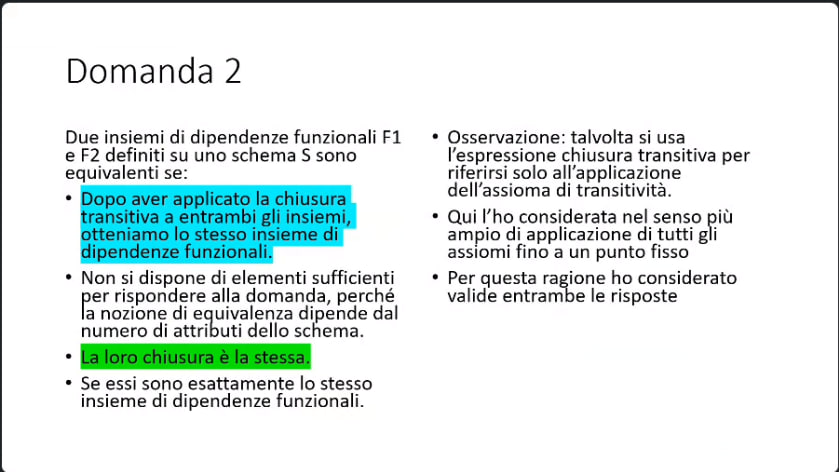 Domanda 2
Due insiemi di dipendenze funzionali F1
e F2 definiti su uno schema S sono
equivalenti se:
• Dopo aver applicato la chiusura
transitiva a entrambi gli insiemi,
otteniamo lo stesso insieme di
dipendenze funzionali.
• Non si dispone di elementi sufficienti
per rispondere alla domanda, perché
la nozione di equivalenza dipende dal
numero di attributi dello schema.
• La loro chiusura è la stessa.
• Se essi sono esattamente lo stesso
insieme di dipendenze funzionali.
• Osservazione: talvolta si usa
l'espressione chiusura transitiva per
riferirsi solo all'applicazione
dell'assioma di transitività.
• Qui l'ho considerata nel senso più
ampio di applicazione di tutti gli
assiomi fino a un punto fisso
• Per questa ragione ho considerato
valide entrambe le risposte